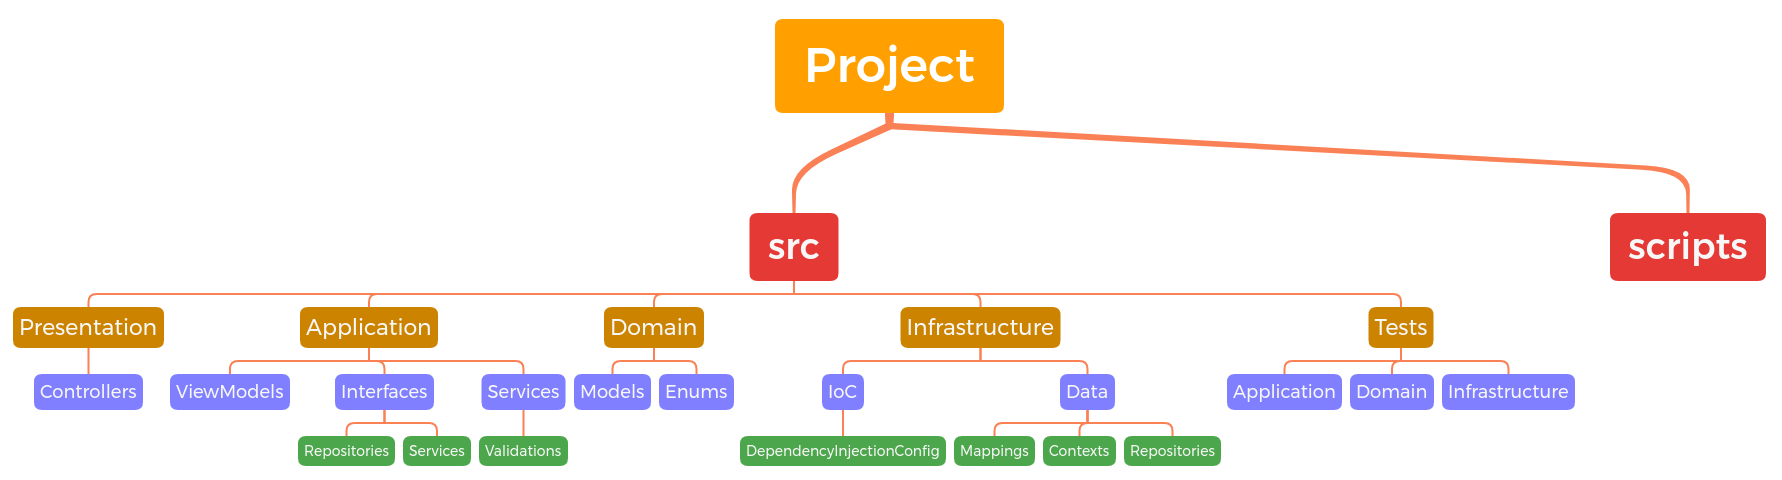 Project
src
scripts
Presentation
Application
Domain
Infrastructure
Tests
Controllers
ViewModels
Interfaces
Services
Models
Enums
IoC
Data
Application
Domain
Infrastructure
Repositories
Services
Validations
DependencyInjectionConfig
Mappings
Contexts
Repositories